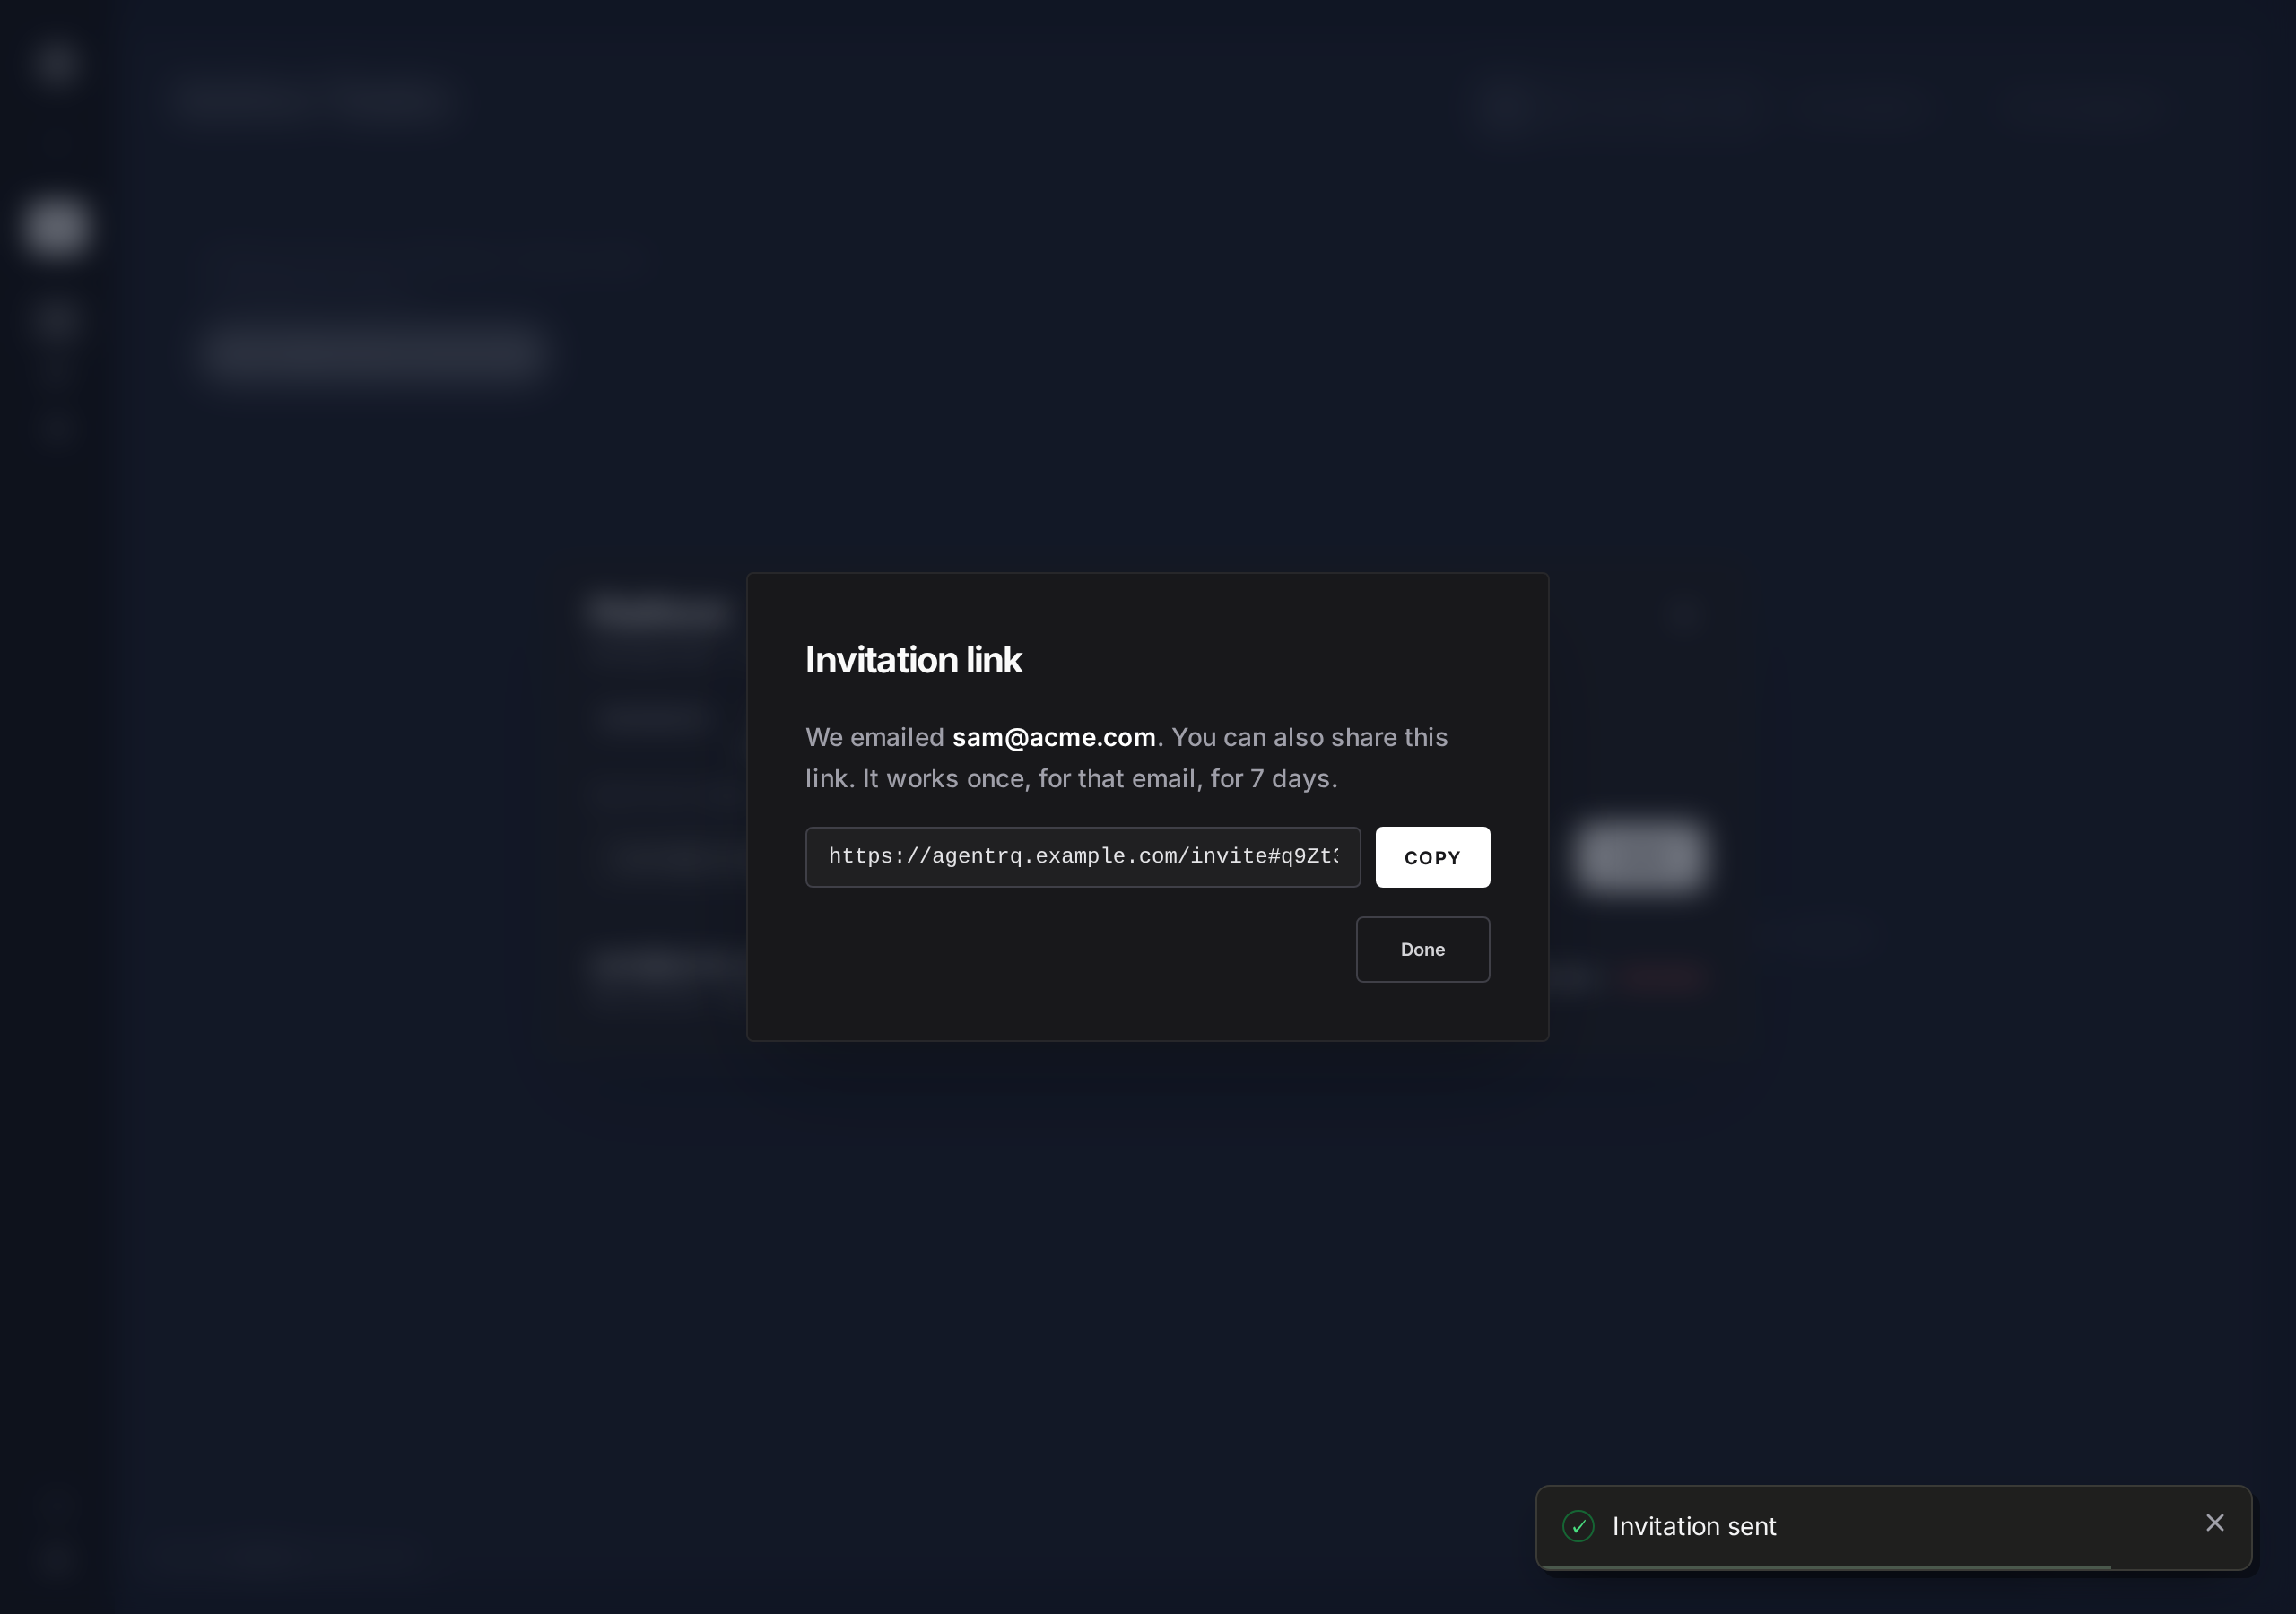 Invitation link
We emailed sam@acme.com. You can also share this
link. It works once, for that email, for 7 days.
https://agentrq.example.com/invite#q9Zt
COPY
Done
Invitation sent